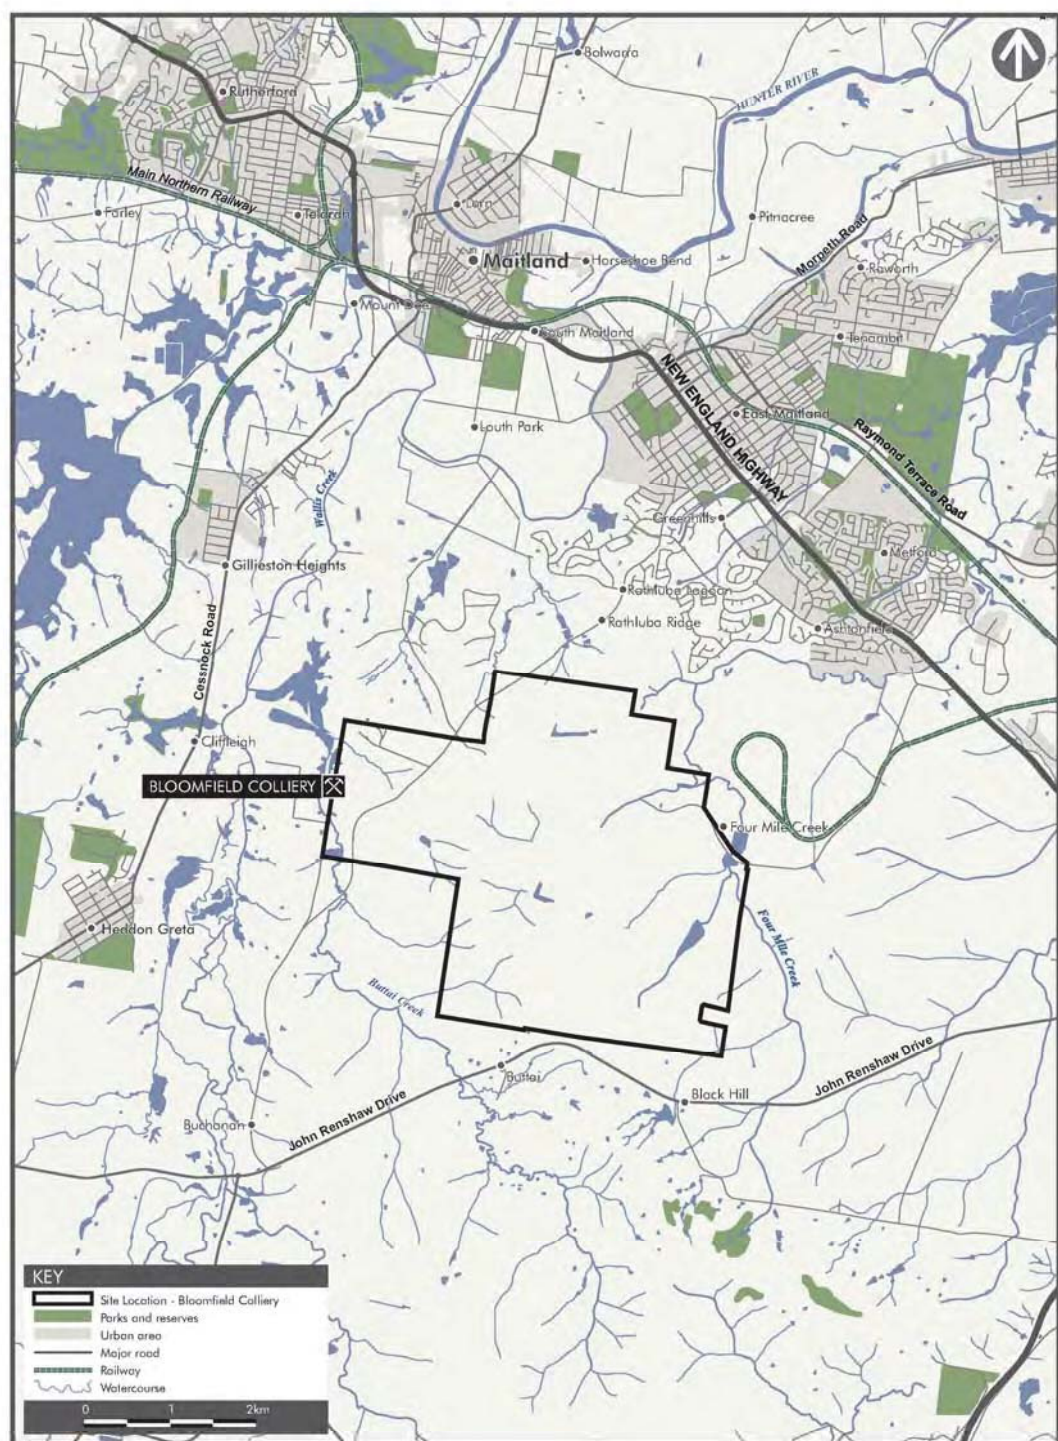 Bolwarra
Rutherford
HUNTER RIVER
Main Northern Railway
Farley
Telarah
Lorn
Pitnacree
Morpeth Road
Maitland
Horseshoe Bend
Raworth
Mount Dee
South Maitland
Tenambit
NEW ENGLAND HIGHWAY
East Maitland
Louth Park
Raymond Terrace Road
Wallis Creek
Greenhills
Metford
Gillieston Heights
Rathluba Lagoon
Rathluba Ridge
Ashtonfield
Cessnock Road
Cliftleigh
BLOOMFIELD COLLIERY
Four Mile Creek
Heddon Greta
Four Mile Creek
Buttai Creek
Buttai
John Renshaw Drive
Black Hill
Buchanan
John Renshaw Drive
KEY
Site Location - Bloomfield Colliery
Parks and reserves
Urban area
Major road
Railway
Watercourse
0 1 2km